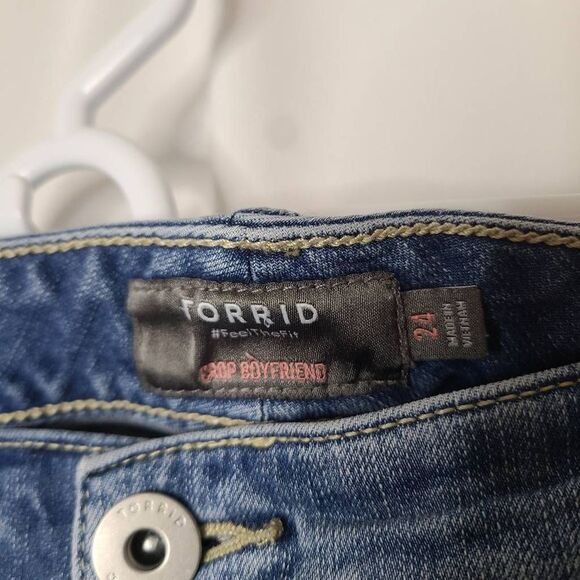 TORRID
#FeelTheFit
CROP BOYFRIEND
24
MADE IN
VIETNAM
TORRID